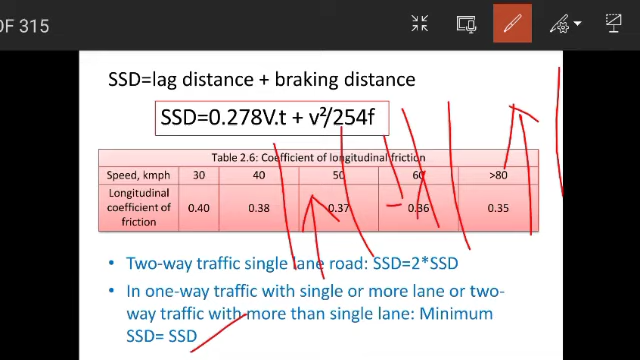 OF 315
SSD=lag distance + braking distance
SSD=0.278V.t + v²/254f
Table 2.6: Coefficient of longitudinal friction
Speed, kmph 30 40 50 60 >80
Longitudinal coefficient of friction 0.40 0.38 0.37 0.36 0.35
• Two-way traffic single lane road: SSD=2*SSD
• In one-way traffic with single or more lane or two-
way traffic with more than single lane: Minimum
SSD= SSD